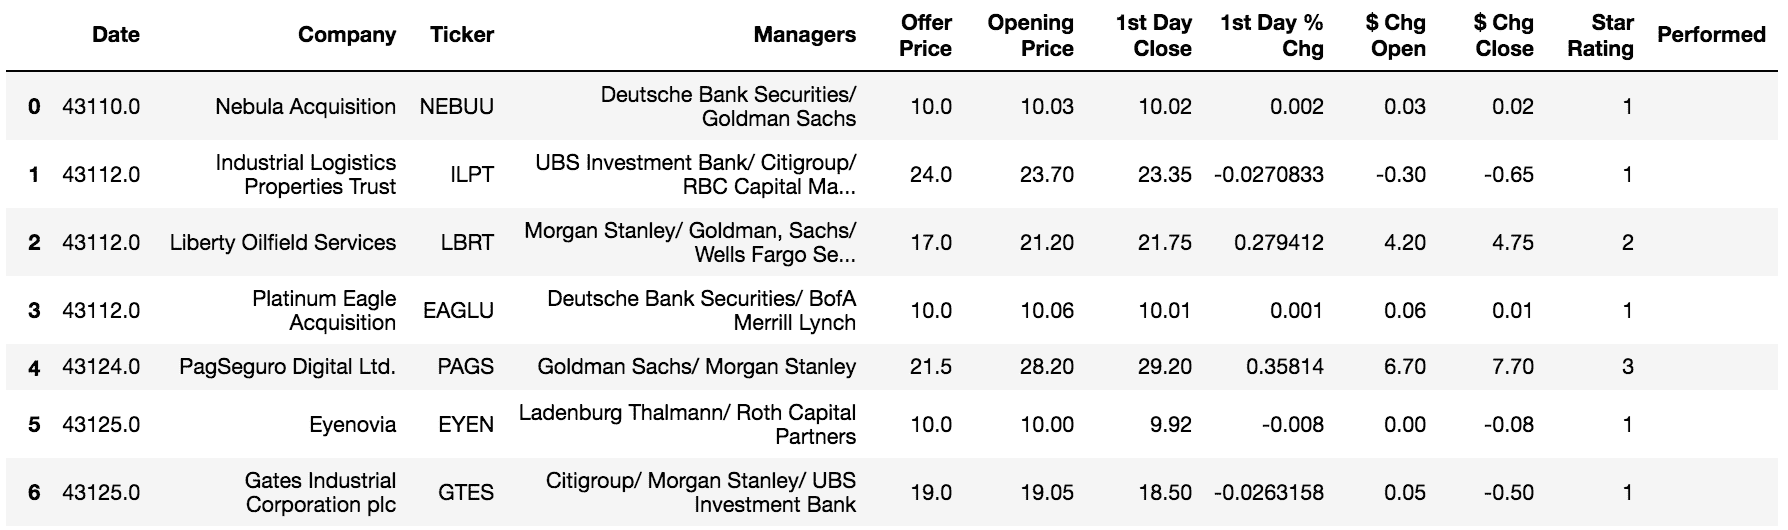 Date Company Ticker Managers Offer Price Opening Price 1st Day Close 1st Day % Chg $ Chg Open $ Chg Close Star Rating Performed
0 43110.0 Nebula Acquisition NEBUU Deutsche Bank Securities/ Goldman Sachs 10.0 10.03 10.02 0.002 0.03 0.02 1
1 43112.0 Industrial Logistics Properties Trust ILPT UBS Investment Bank/ Citigroup/ RBC Capital Ma... 24.0 23.70 23.35 -0.0270833 -0.30 -0.65 1
2 43112.0 Liberty Oilfield Services LBRT Morgan Stanley/ Goldman, Sachs/ Wells Fargo Se... 17.0 21.20 21.75 0.279412 4.20 4.75 2
3 43112.0 Platinum Eagle Acquisition EAGLU Deutsche Bank Securities/ BofA Merrill Lynch 10.0 10.06 10.01 0.001 0.06 0.01 1
4 43124.0 PagSeguro Digital Ltd. PAGS Goldman Sachs/ Morgan Stanley 21.5 28.20 29.20 0.35814 6.70 7.70 3
5 43125.0 Eyenovia EYEN Ladenburg Thalmann/ Roth Capital Partners 10.0 10.00 9.92 -0.008 0.00 -0.08 1
6 43125.0 Gates Industrial Corporation plc GTES Citigroup/ Morgan Stanley/ UBS Investment Bank 19.0 19.05 18.50 -0.0263158 0.05 -0.50 1